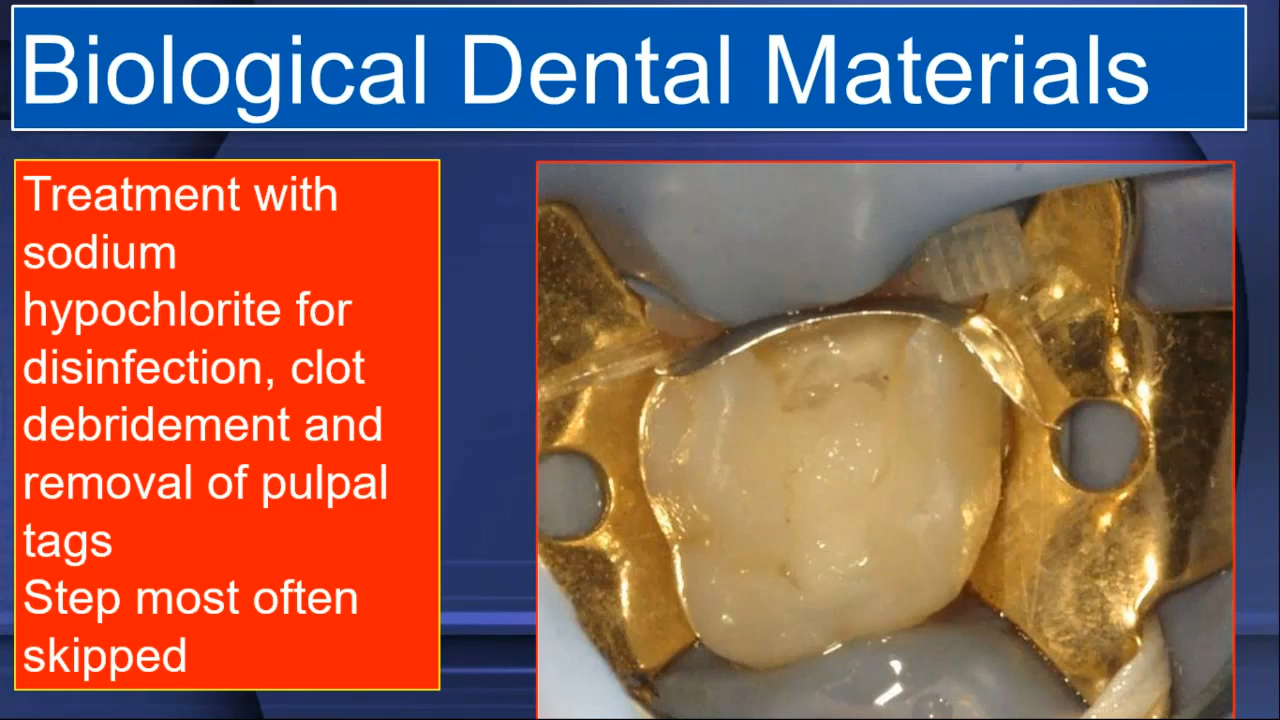 Biological Dental Materials
Treatment with
sodium
hypochlorite for
disinfection, clot
debridement and
removal of pulpal
tags
Step most often
skipped